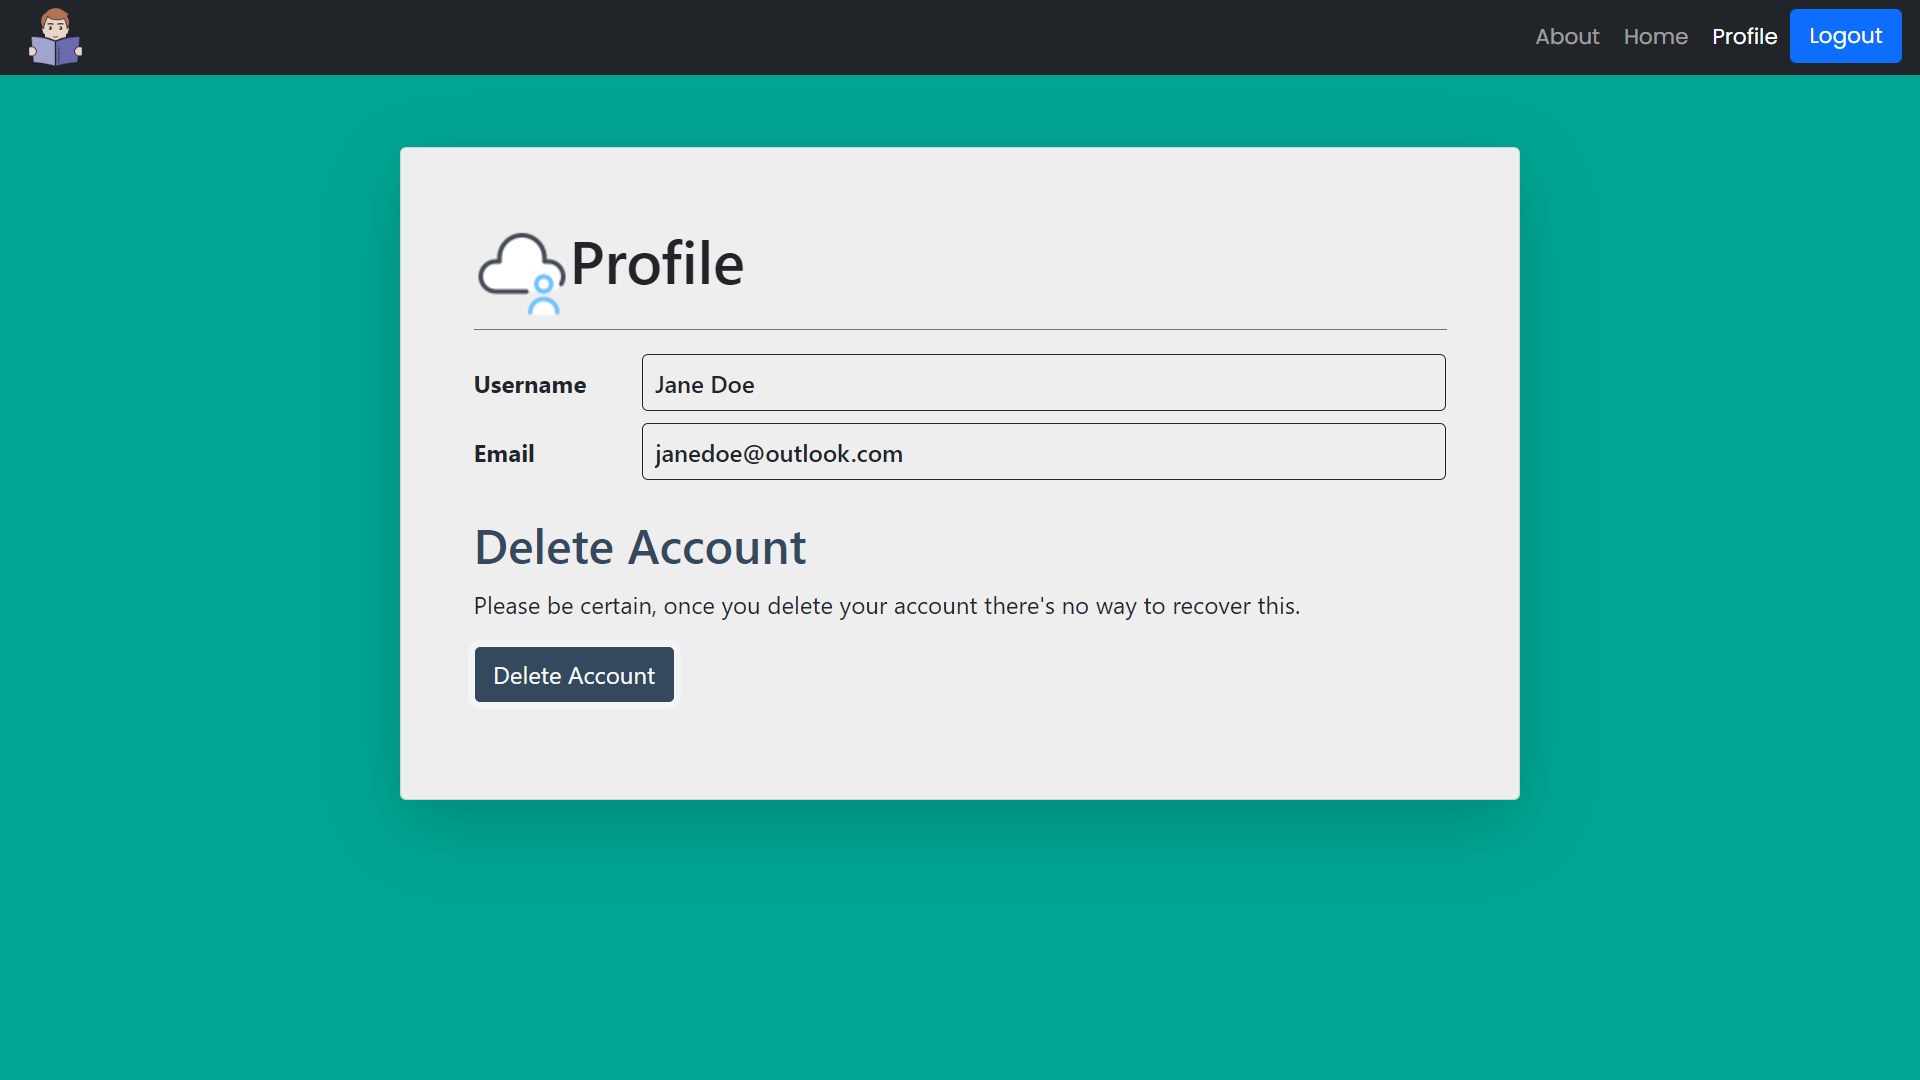 About Home Profile Logout
Profile
Username Jane Doe
Email janedoe@outlook.com
Delete Account
Please be certain, once you delete your account there's no way to recover this.
Delete Account